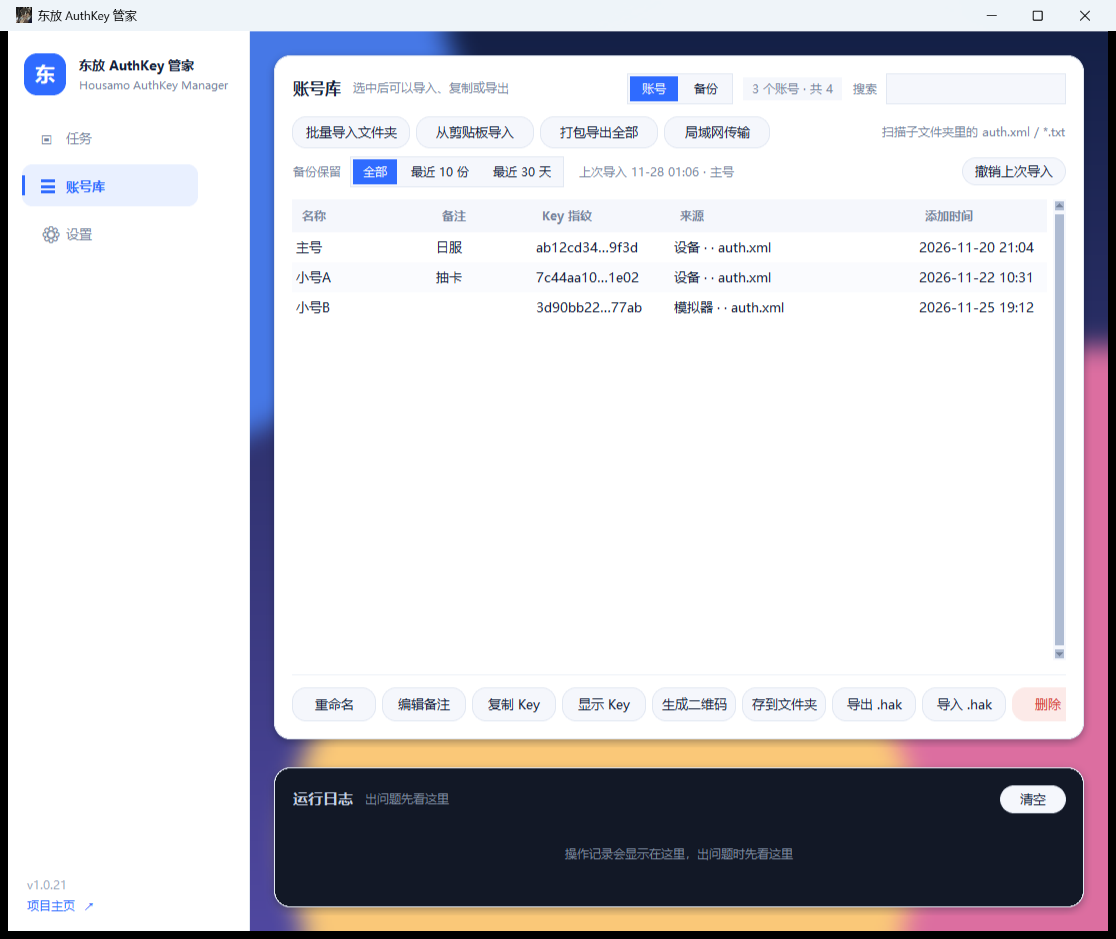 东放 AuthKey 管家
东
东放 AuthKey 管家
Housamo AuthKey Manager
任务
账号库
设置
v1.0.21
项目主页 ↗
账号库 选中后可以导入、复制或导出 账号 备份 3 个账号 · 共 4 搜索
批量导入文件夹 从剪贴板导入 打包导出全部 局域网传输 扫描子文件夹里的 auth.xml / *.txt
备份保留 全部 最近 10 份 最近 30 天 上次导入 11-28 01:06 · 主号 撤销上次导入
名称 备注 Key 指纹 来源 添加时间
主号 日服 ab12cd34…9f3d 设备 · · auth.xml 2026-11-20 21:04
小号A 抽卡 7c44aa10…1e02 设备 · · auth.xml 2026-11-22 10:31
小号B 3d90bb22…77ab 模拟器 · · auth.xml 2026-11-25 19:12
重命名 编辑备注 复制 Key 显示 Key 生成二维码 存到文件夹 导出 .hak 导入 .hak 删除
运行日志 出问题先看这里 清空
操作记录会显示在这里，出问题时先看这里